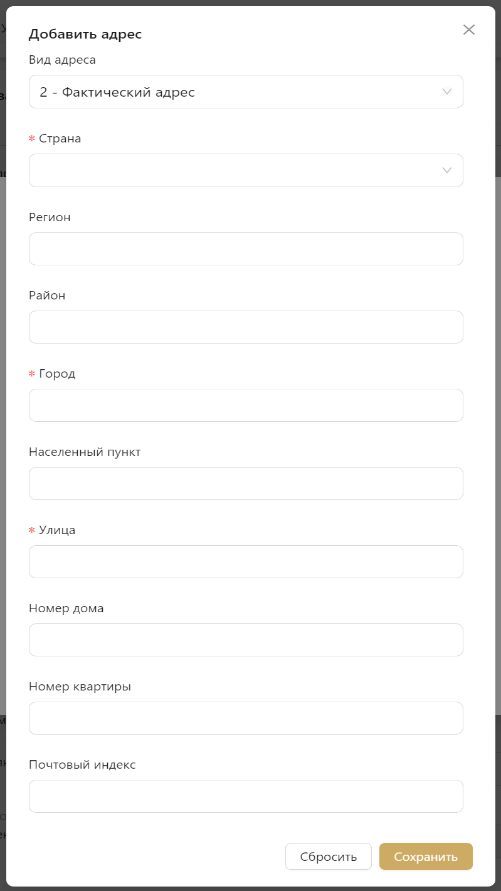 Добавить адрес
Вид адреса
2 - Фактический адрес
* Страна
Регион
Район
* Город
Населенный пункт
* Улица
Номер дома
Номер квартиры
Почтовый индекс
Сбросить
Сохранить